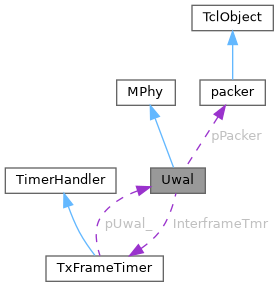 TclObject
MPhy
packer
pPacker
TimerHandler
Uwal
pUwal_
InterframeTmr
TxFrameTimer